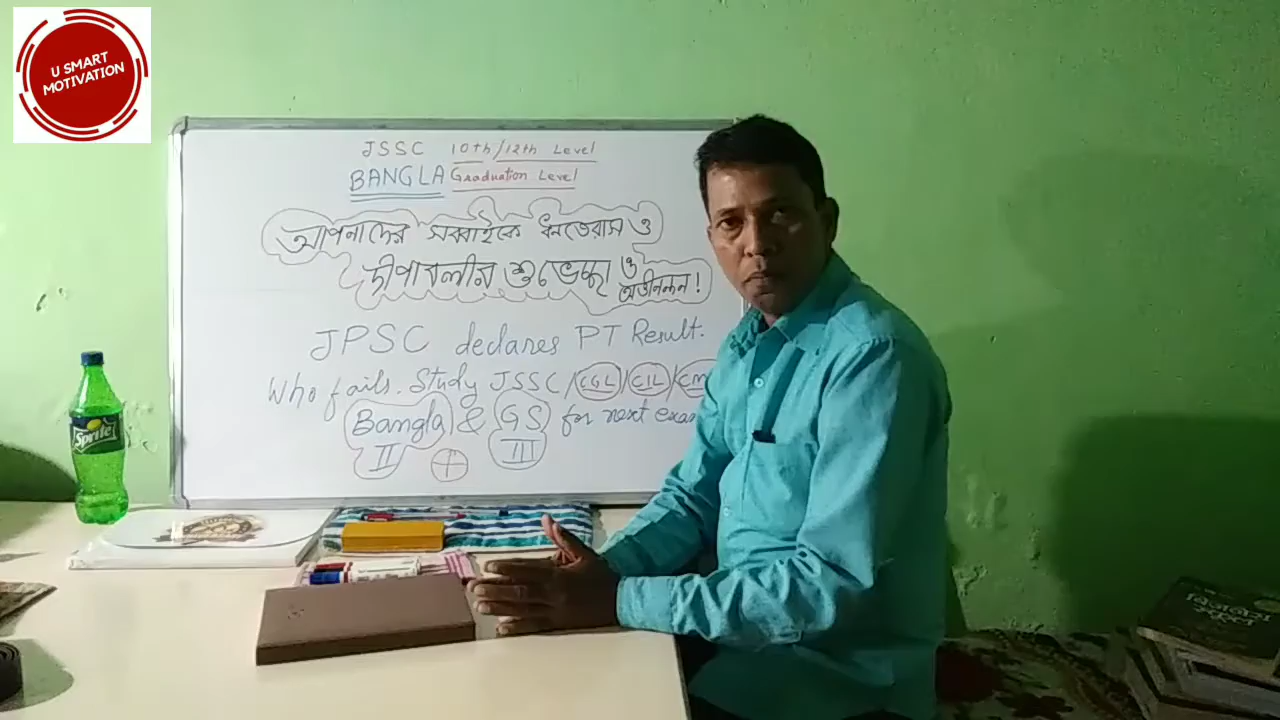 U SMART
MOTIVATION
JSSC 10th/12th Level
BANGLA Graduation Level
আপনাদের সব্বাইকে ধনতেরাস ও
দীপাবলীর শুভেচ্ছা ও
অভীনন্দন!
JPSC declares PT Result.
Who fails. Study JSSC/CGL/CIL/
Bangla & GS for next
II + III
Sprite